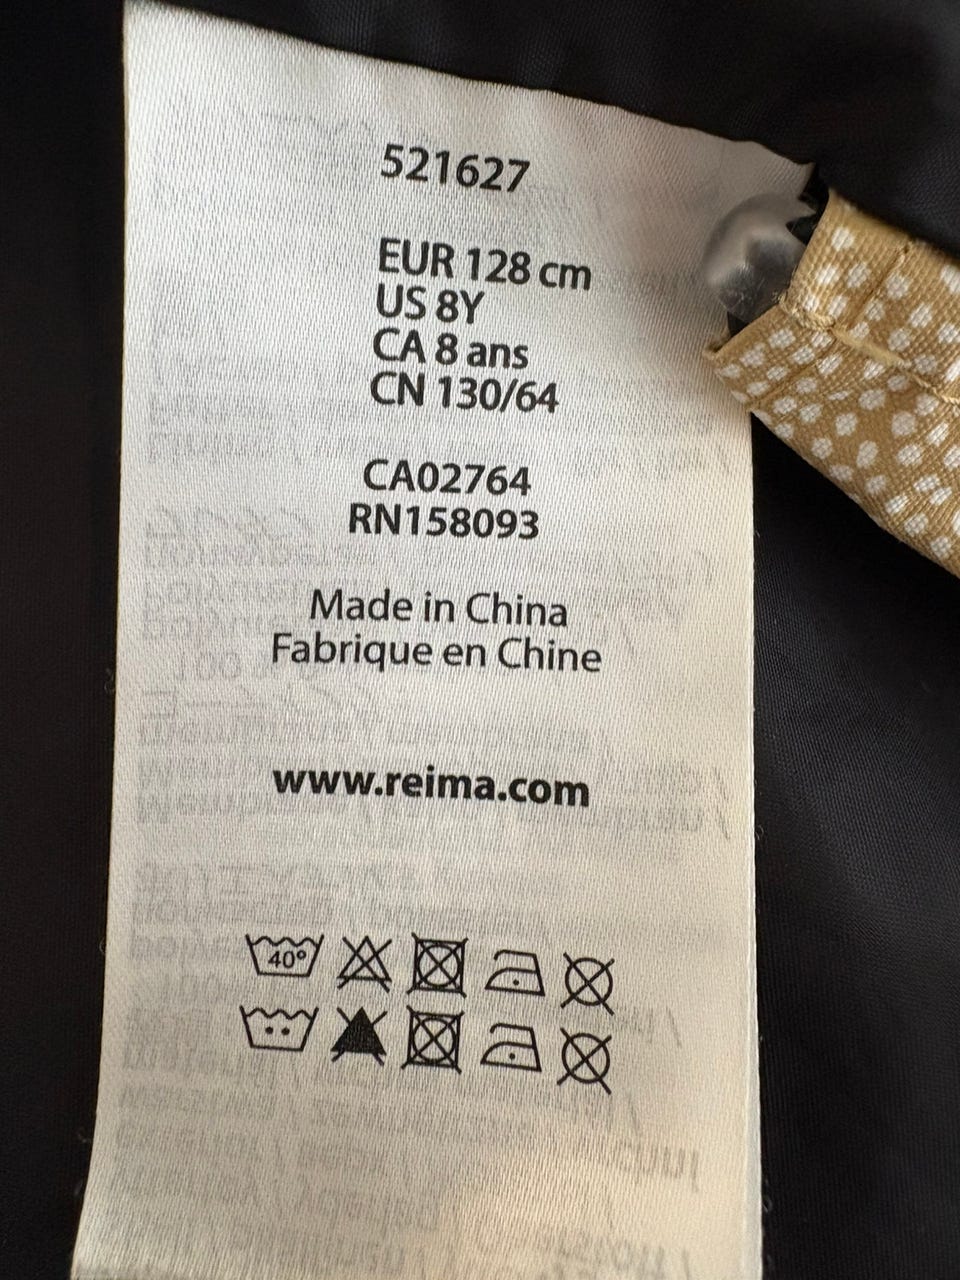 521627
EUR 128 cm
US 8Y
CA 8 ans
CN 130/64
CA02764
RN158093
Made in China
Fabrique en Chine
www.reima.com
40°